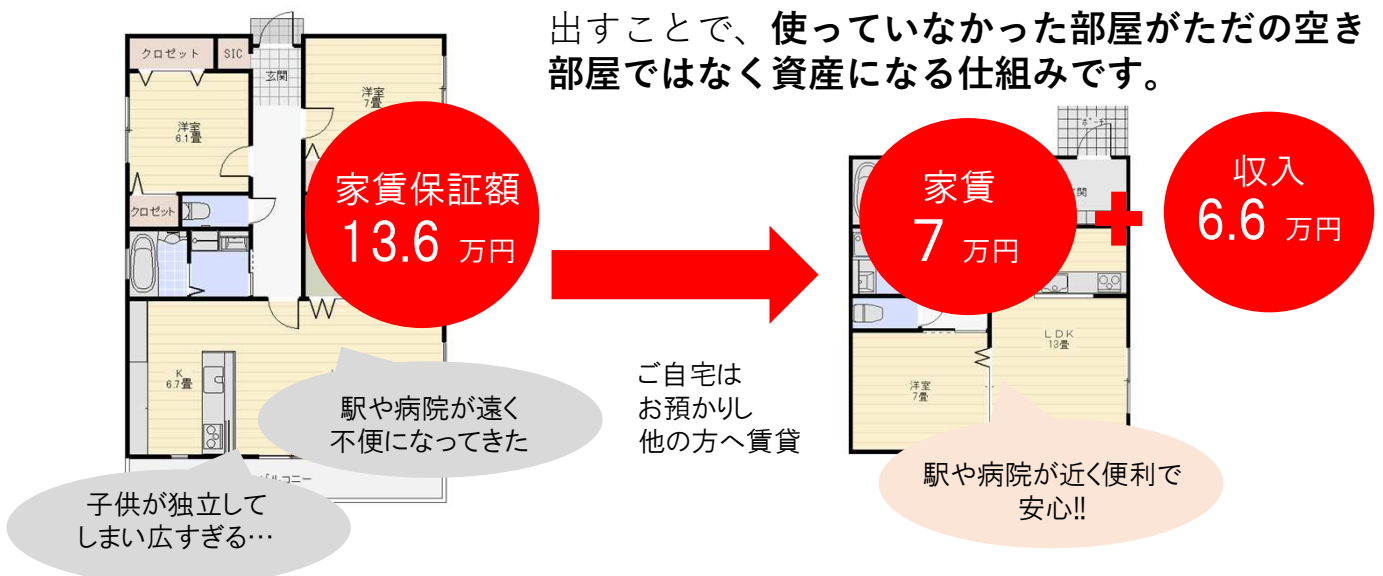 出すことで、使っていなかった部屋がただの空き
部屋ではなく資産になる仕組みです。
クロゼット
SIC
玄関
洋室
7畳
洋室
6.1畳
クロゼット
家賃保証額
13.6 万円
K
6.7畳
駅や病院が遠く
不便になってきた
子供が独立して
しまい広すぎる…
ご自宅は
お預かりし
他の方へ賃貸
ポーチ
家賃
7 万円
収入
6.6 万円
LDK
13畳
洋室
7畳
駅や病院が近く便利で
安心!!